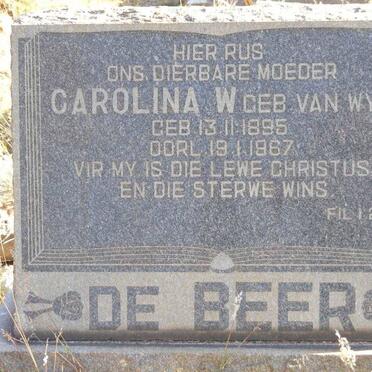 HIER RUS
ONS DIERBARE MOEDER
CAROLINA W GEB VAN WY
GEB 13·11·1895
OORL. 19·1·1967
VIR MY IS DIE LEWE CHRISTUS
EN DIE STERWE WINS
FIL 1:2
DE BEER